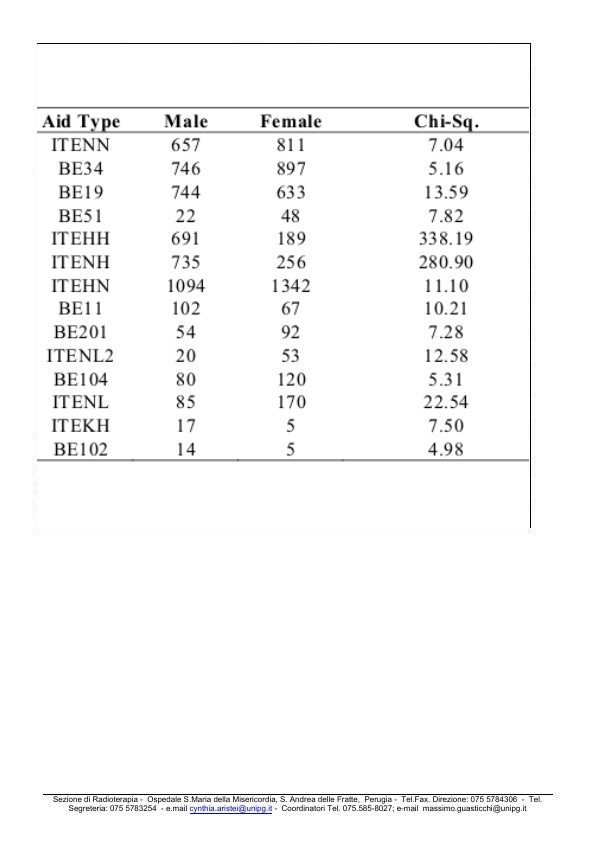 Aid Type Male Female Chi-Sq.
ITENN 657 811 7.04
BE34 746 897 5.16
BE19 744 633 13.59
BE51 22 48 7.82
ITEHH 691 189 338.19
ITENH 735 256 280.90
ITEHN 1094 1342 11.10
BE11 102 67 10.21
BE201 54 92 7.28
ITENL2 20 53 12.58
BE104 80 120 5.31
ITENL 85 170 22.54
ITEKH 17 5 7.50
BE102 14 5 4.98
Sezione di Radioterapia - Ospedale S.Maria della Misericordia, S. Andrea delle Fratte, Perugia - Tel.Fax. Direzione: 075 5784306 - Tel.
Segreteria: 075 5783254 - e.mail cynthia.aristei@unipg.it - Coordinatori Tel. 075.585-8027; e-mail massimo.guasticchi@unipg.it